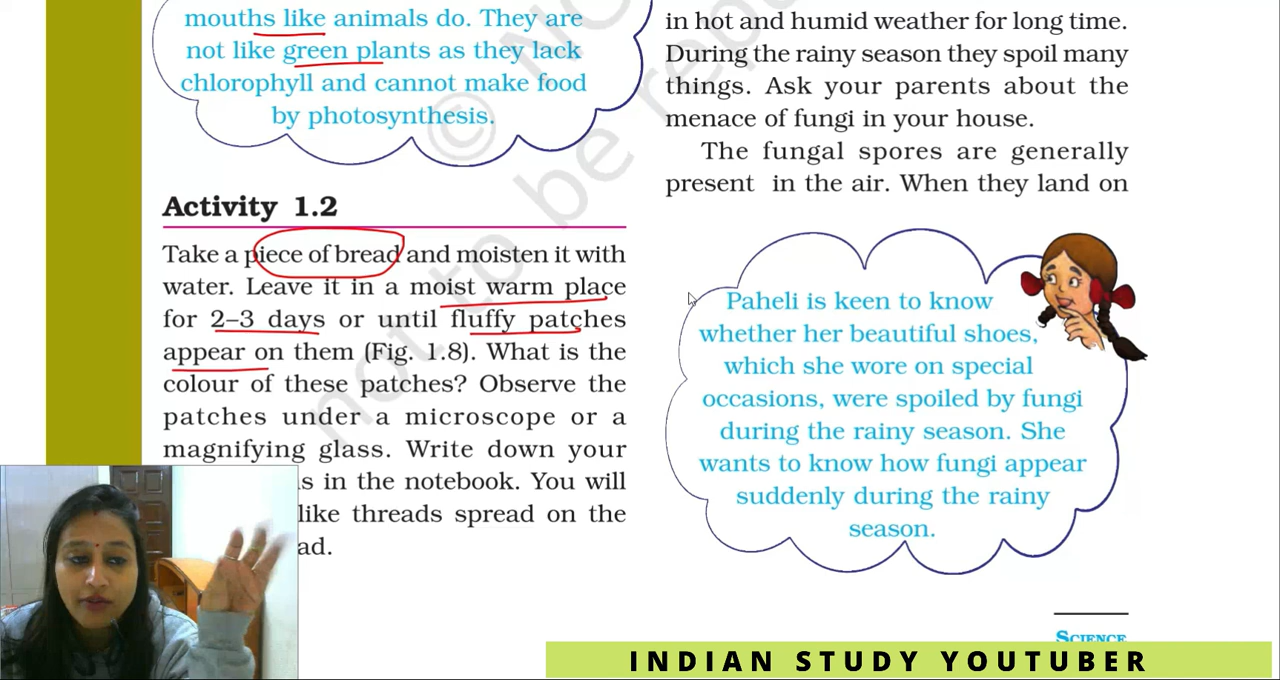 mouths like animals do. They are
not like green plants as they lack
chlorophyll and cannot make food
by photosynthesis.
Activity 1.2
Take a piece of bread and moisten it with
water. Leave it in a moist warm place
for 2–3 days or until fluffy patches
appear on them (Fig. 1.8). What is the
colour of these patches? Observe the
patches under a microscope or a
magnifying glass. Write down your
s in the notebook. You will
like threads spread on the
ad.
in hot and humid weather for long time.
During the rainy season they spoil many
things. Ask your parents about the
menace of fungi in your house.
The fungal spores are generally
present in the air. When they land on
Paheli is keen to know
whether her beautiful shoes,
which she wore on special
occasions, were spoiled by fungi
during the rainy season. She
wants to know how fungi appear
suddenly during the rainy
season.
SCIENCE
not to be rep
© N
INDIAN STUDY YOUTUBER